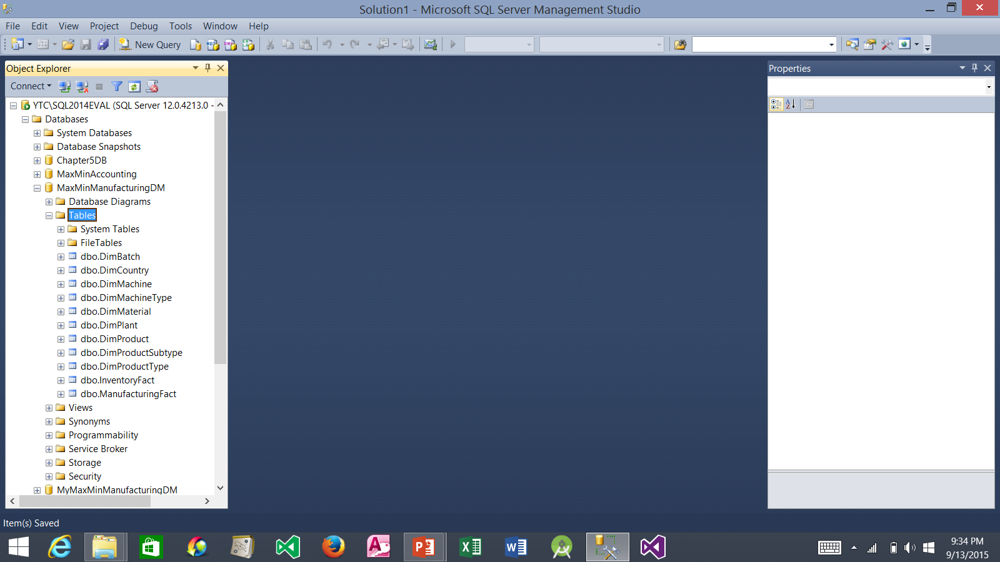 Solution1 - Microsoft SQL Server Management Studio
File Edit View Project Debug Tools Window Help
New Query
Object Explorer
Connect
YTC\SQL2014EVAL (SQL Server 12.0.4213.0 -
Databases
System Databases
Database Snapshots
Chapter5DB
MaxMinAccounting
MaxMinManufacturingDM
Database Diagrams
Tables
System Tables
FileTables
dbo.DimBatch
dbo.DimCountry
dbo.DimMachine
dbo.DimMachineType
dbo.DimMaterial
dbo.DimPlant
dbo.DimProduct
dbo.DimProductSubtype
dbo.DimProductType
dbo.InventoryFact
dbo.ManufacturingFact
Views
Synonyms
Programmability
Service Broker
Storage
Security
MyMaxMinManufacturingDM
Properties
Item(s) Saved
9:34 PM
9/13/2015